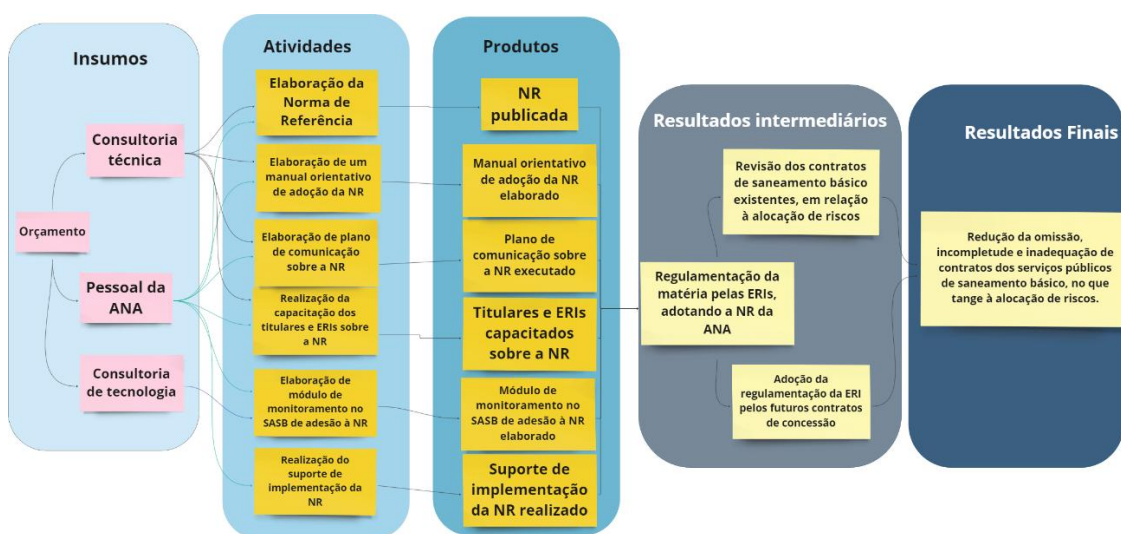 Insumos
Orçamento
Consultoria
técnica
Pessoal da
ANA
Consultoria
de tecnologia
Atividades
Elaboração da
Norma de
Referência
Elaboração de um
manual orientativo
de adoção da NR
Elaboração de plano
de comunicação
sobre a NR
Realização da
capacitação dos
titulares e ERIs sobre
a NR
Elaboração de
módulo de
monitoramento no
SASB de adesão à NR
Realização do
suporte de
implementação da
NR
Produtos
NR
publicada
Manual orientativo
de adoção da NR
elaborado
Plano de
comunicação sobre
a NR executado
Titulares e ERIs
capacitados
sobre a NR
Módulo de
monitoramento no
SASB de adesão à NR
elaborado
Suporte de
implementação
da NR realizado
Resultados intermediários
Regulamentação da
matéria pelas ERIs,
adotando a NR da
ANA
Revisão dos contratos
de saneamento básico
existentes, em relação
à alocação de riscos
Adoção da
regulamentação da ERI
pelos futuros contratos
de concessão
Resultados Finais
Redução da omissão,
incompletude e inadequação de
contratos dos serviços públicos
de saneamento básico, no que
tange à alocação de riscos.